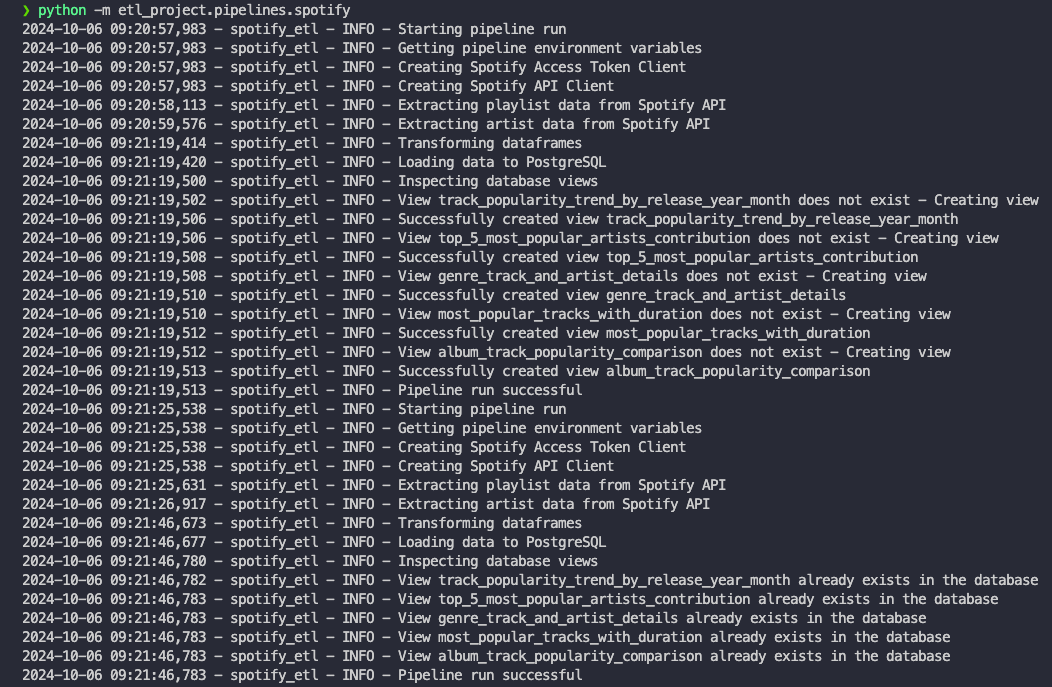 ❯ python -m etl_project.pipelines.spotify
2024-10-06 09:20:57,983 - spotify_etl - INFO - Starting pipeline run
2024-10-06 09:20:57,983 - spotify_etl - INFO - Getting pipeline environment variables
2024-10-06 09:20:57,983 - spotify_etl - INFO - Creating Spotify Access Token Client
2024-10-06 09:20:57,983 - spotify_etl - INFO - Creating Spotify API Client
2024-10-06 09:20:58,113 - spotify_etl - INFO - Extracting playlist data from Spotify API
2024-10-06 09:20:59,576 - spotify_etl - INFO - Extracting artist data from Spotify API
2024-10-06 09:21:19,414 - spotify_etl - INFO - Transforming dataframes
2024-10-06 09:21:19,420 - spotify_etl - INFO - Loading data to PostgreSQL
2024-10-06 09:21:19,500 - spotify_etl - INFO - Inspecting database views
2024-10-06 09:21:19,502 - spotify_etl - INFO - View track_popularity_trend_by_release_year_month does not exist - Creating view
2024-10-06 09:21:19,506 - spotify_etl - INFO - Successfully created view track_popularity_trend_by_release_year_month
2024-10-06 09:21:19,506 - spotify_etl - INFO - View top_5_most_popular_artists_contribution does not exist - Creating view
2024-10-06 09:21:19,508 - spotify_etl - INFO - Successfully created view top_5_most_popular_artists_contribution
2024-10-06 09:21:19,508 - spotify_etl - INFO - View genre_track_and_artist_details does not exist - Creating view
2024-10-06 09:21:19,510 - spotify_etl - INFO - Successfully created view genre_track_and_artist_details
2024-10-06 09:21:19,510 - spotify_etl - INFO - View most_popular_tracks_with_duration does not exist - Creating view
2024-10-06 09:21:19,512 - spotify_etl - INFO - Successfully created view most_popular_tracks_with_duration
2024-10-06 09:21:19,512 - spotify_etl - INFO - View album_track_popularity_comparison does not exist - Creating view
2024-10-06 09:21:19,513 - spotify_etl - INFO - Successfully created view album_track_popularity_comparison
2024-10-06 09:21:19,513 - spotify_etl - INFO - Pipeline run successful
2024-10-06 09:21:25,538 - spotify_etl - INFO - Starting pipeline run
2024-10-06 09:21:25,538 - spotify_etl - INFO - Getting pipeline environment variables
2024-10-06 09:21:25,538 - spotify_etl - INFO - Creating Spotify Access Token Client
2024-10-06 09:21:25,538 - spotify_etl - INFO - Creating Spotify API Client
2024-10-06 09:21:25,631 - spotify_etl - INFO - Extracting playlist data from Spotify API
2024-10-06 09:21:26,917 - spotify_etl - INFO - Extracting artist data from Spotify API
2024-10-06 09:21:46,673 - spotify_etl - INFO - Transforming dataframes
2024-10-06 09:21:46,677 - spotify_etl - INFO - Loading data to PostgreSQL
2024-10-06 09:21:46,780 - spotify_etl - INFO - Inspecting database views
2024-10-06 09:21:46,782 - spotify_etl - INFO - View track_popularity_trend_by_release_year_month already exists in the database
2024-10-06 09:21:46,783 - spotify_etl - INFO - View top_5_most_popular_artists_contribution already exists in the database
2024-10-06 09:21:46,783 - spotify_etl - INFO - View genre_track_and_artist_details already exists in the database
2024-10-06 09:21:46,783 - spotify_etl - INFO - View most_popular_tracks_with_duration already exists in the database
2024-10-06 09:21:46,783 - spotify_etl - INFO - View album_track_popularity_comparison already exists in the database
2024-10-06 09:21:46,783 - spotify_etl - INFO - Pipeline run successful